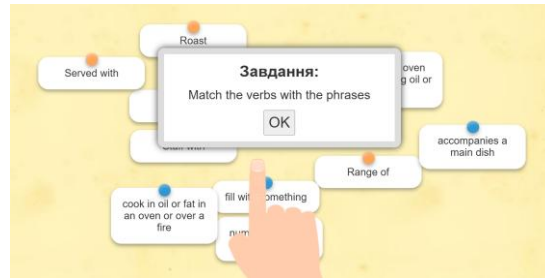 Roast
Served with
Завдання:
Match the verbs with the phrases
OK
oven
oil or
accompanies a
main dish
Range of
cook in oil or fat in
an oven or over a
fire
fill with something